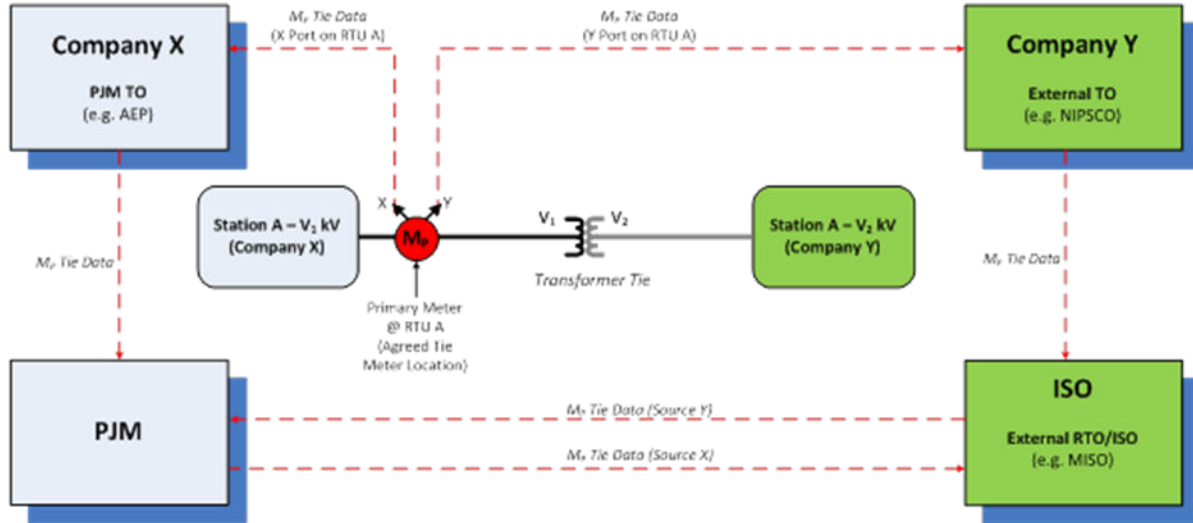 Company X
PJM TO
(e.g. AEP)
Mₚ Tie Data
(X Port on RTU A)
Mₚ Tie Data
(Y Port on RTU A)
Company Y
External TO
(e.g. NIPSCO)
X
Y
Station A – V₁ kV
(Company X)
Mₚ
V₁
V₂
Station A – V₂ kV
(Company Y)
Transformer Tie
Mₚ Tie Data
Mₚ Tie Data
Primary Meter
@ RTU A
(Agreed Tie
Meter Location)
PJM
Mₚ Tie Data (Source Y)
Mₚ Tie Data (Source X)
ISO
External RTO/ISO
(e.g. MISO)